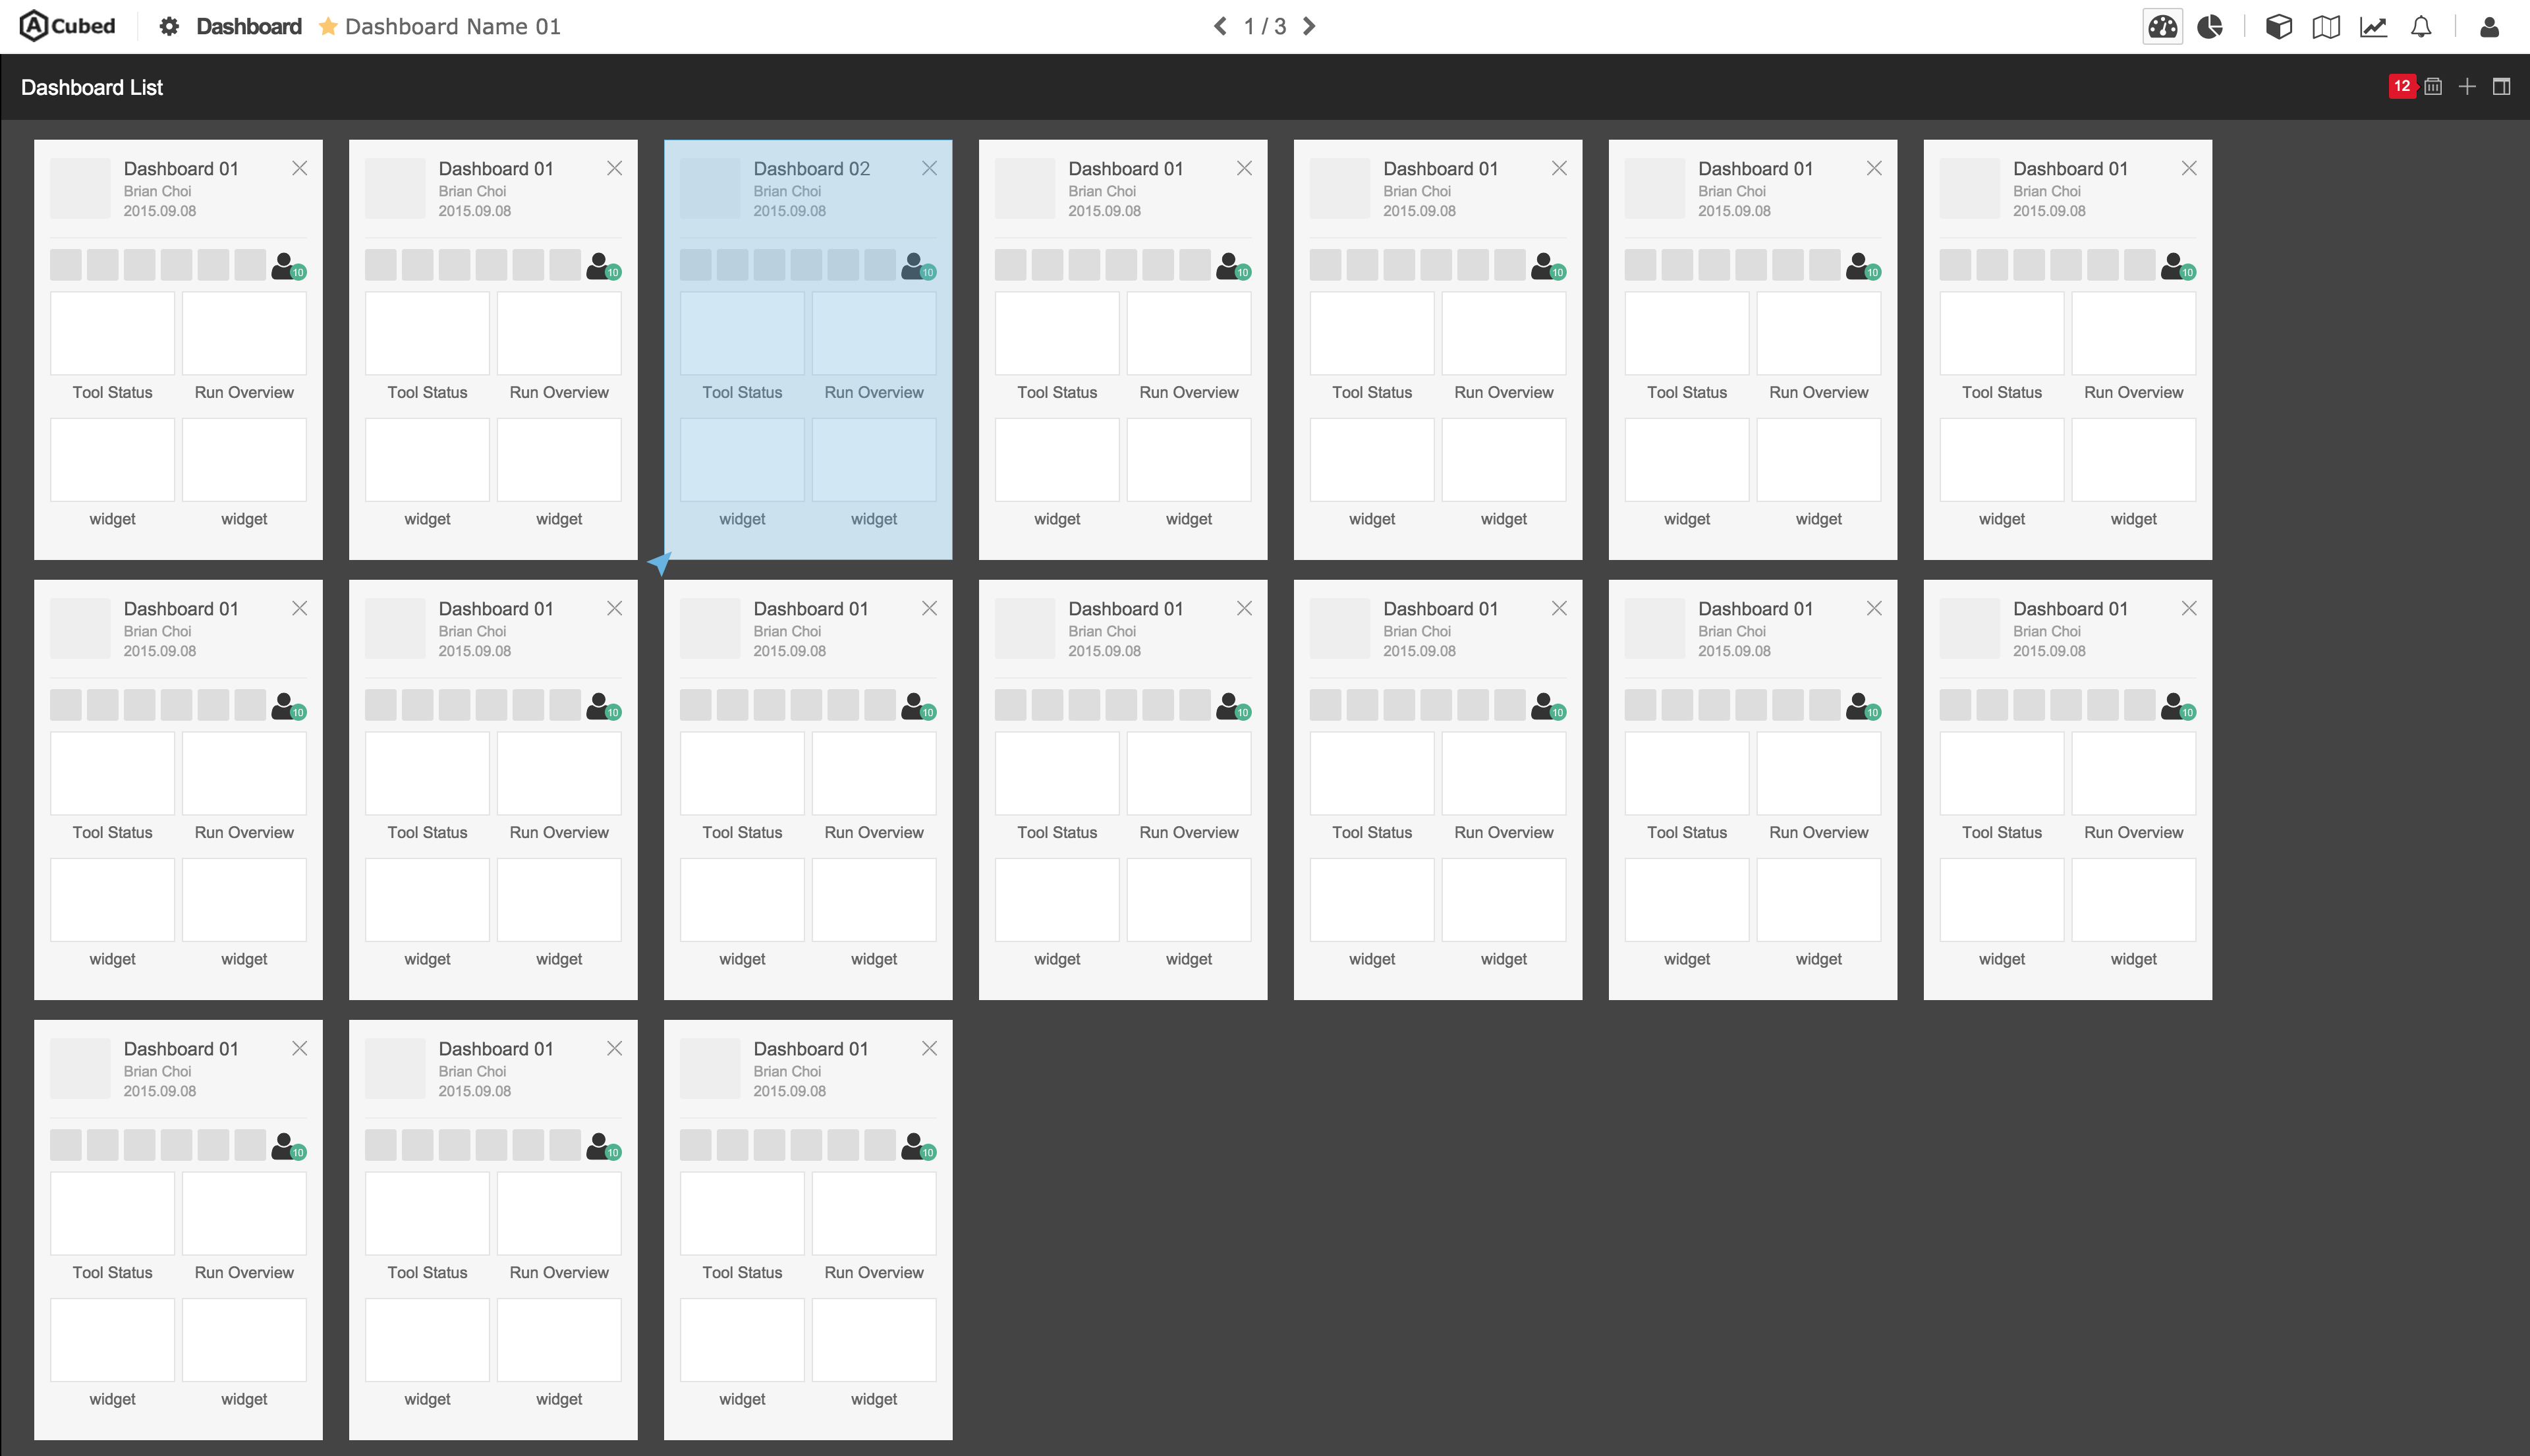 A Cubed Dashboard Dashboard Name 01 1 / 3
Dashboard List 12
Dashboard 01 Dashboard 01 Dashboard 02 Dashboard 01 Dashboard 01 Dashboard 01 Dashboard 01
Brian Choi Brian Choi Brian Choi Brian Choi Brian Choi Brian Choi Brian Choi
2015.09.08 2015.09.08 2015.09.08 2015.09.08 2015.09.08 2015.09.08 2015.09.08
10 10 10 10 10 10 10
Tool Status Run Overview Tool Status Run Overview Tool Status Run Overview Tool Status Run Overview Tool Status Run Overview Tool Status Run Overview Tool Status Run Overview
widget widget widget widget widget widget widget widget widget widget widget widget widget widget
Dashboard 01 Dashboard 01 Dashboard 01 Dashboard 01 Dashboard 01 Dashboard 01 Dashboard 01
Brian Choi Brian Choi Brian Choi Brian Choi Brian Choi Brian Choi Brian Choi
2015.09.08 2015.09.08 2015.09.08 2015.09.08 2015.09.08 2015.09.08 2015.09.08
10 10 10 10 10 10 10
Tool Status Run Overview Tool Status Run Overview Tool Status Run Overview Tool Status Run Overview Tool Status Run Overview Tool Status Run Overview Tool Status Run Overview
widget widget widget widget widget widget widget widget widget widget widget widget widget widget
Dashboard 01 Dashboard 01 Dashboard 01
Brian Choi Brian Choi Brian Choi
2015.09.08 2015.09.08 2015.09.08
10 10 10
Tool Status Run Overview Tool Status Run Overview Tool Status Run Overview
widget widget widget widget widget widget